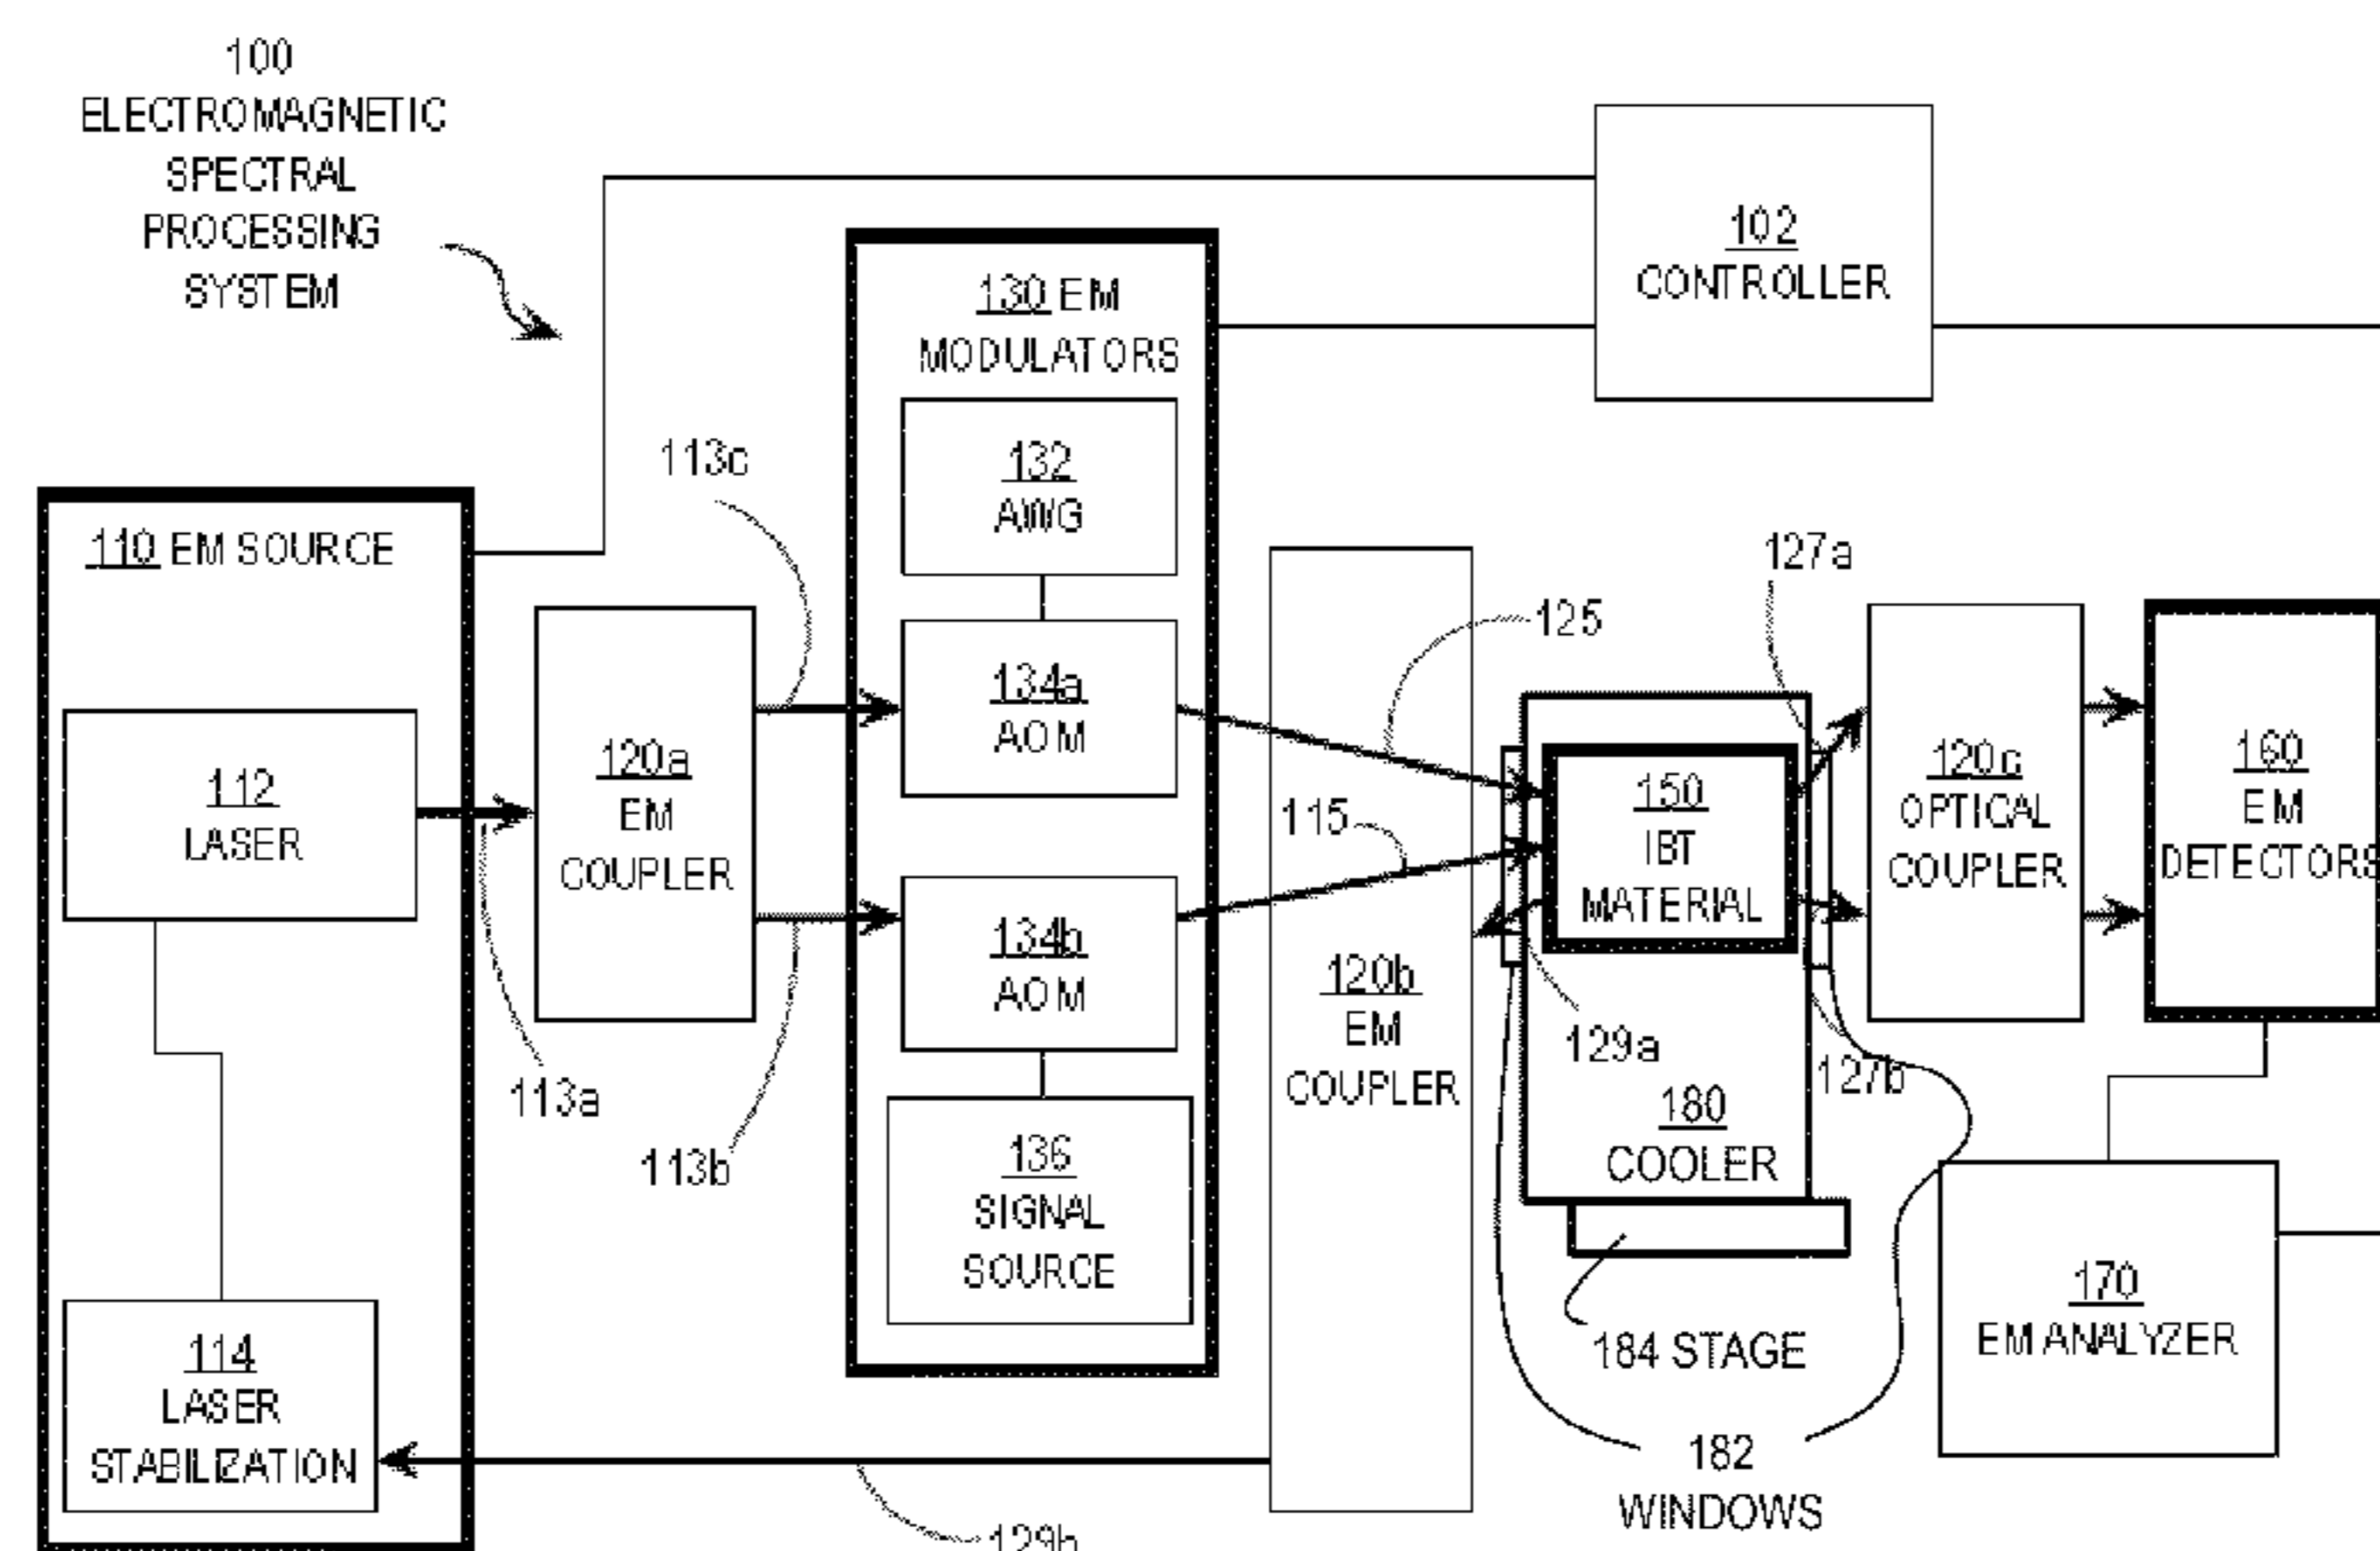 100
ELECTROMAGNETIC
SPECTRAL
PROCESSING
SYSTEM
102
CONTROLLER
130 EM
MODULATORS
132
AWG
113c
110 EM SOURCE
127a
125
134a
AOM
120a
EM
COUPLER
112
LASER
150
IBT
MATERIAL
120c
OPTICAL
COUPLER
160
EM
DETECTORS
115
134b
AOM
120b
EM
COUPLER
129a
127b
113a
113b
180
COOLER
136
SIGNAL
SOURCE
170
EM ANALYZER
184 STAGE
114
LASER
STABILIZATION
182
WINDOWS
129b